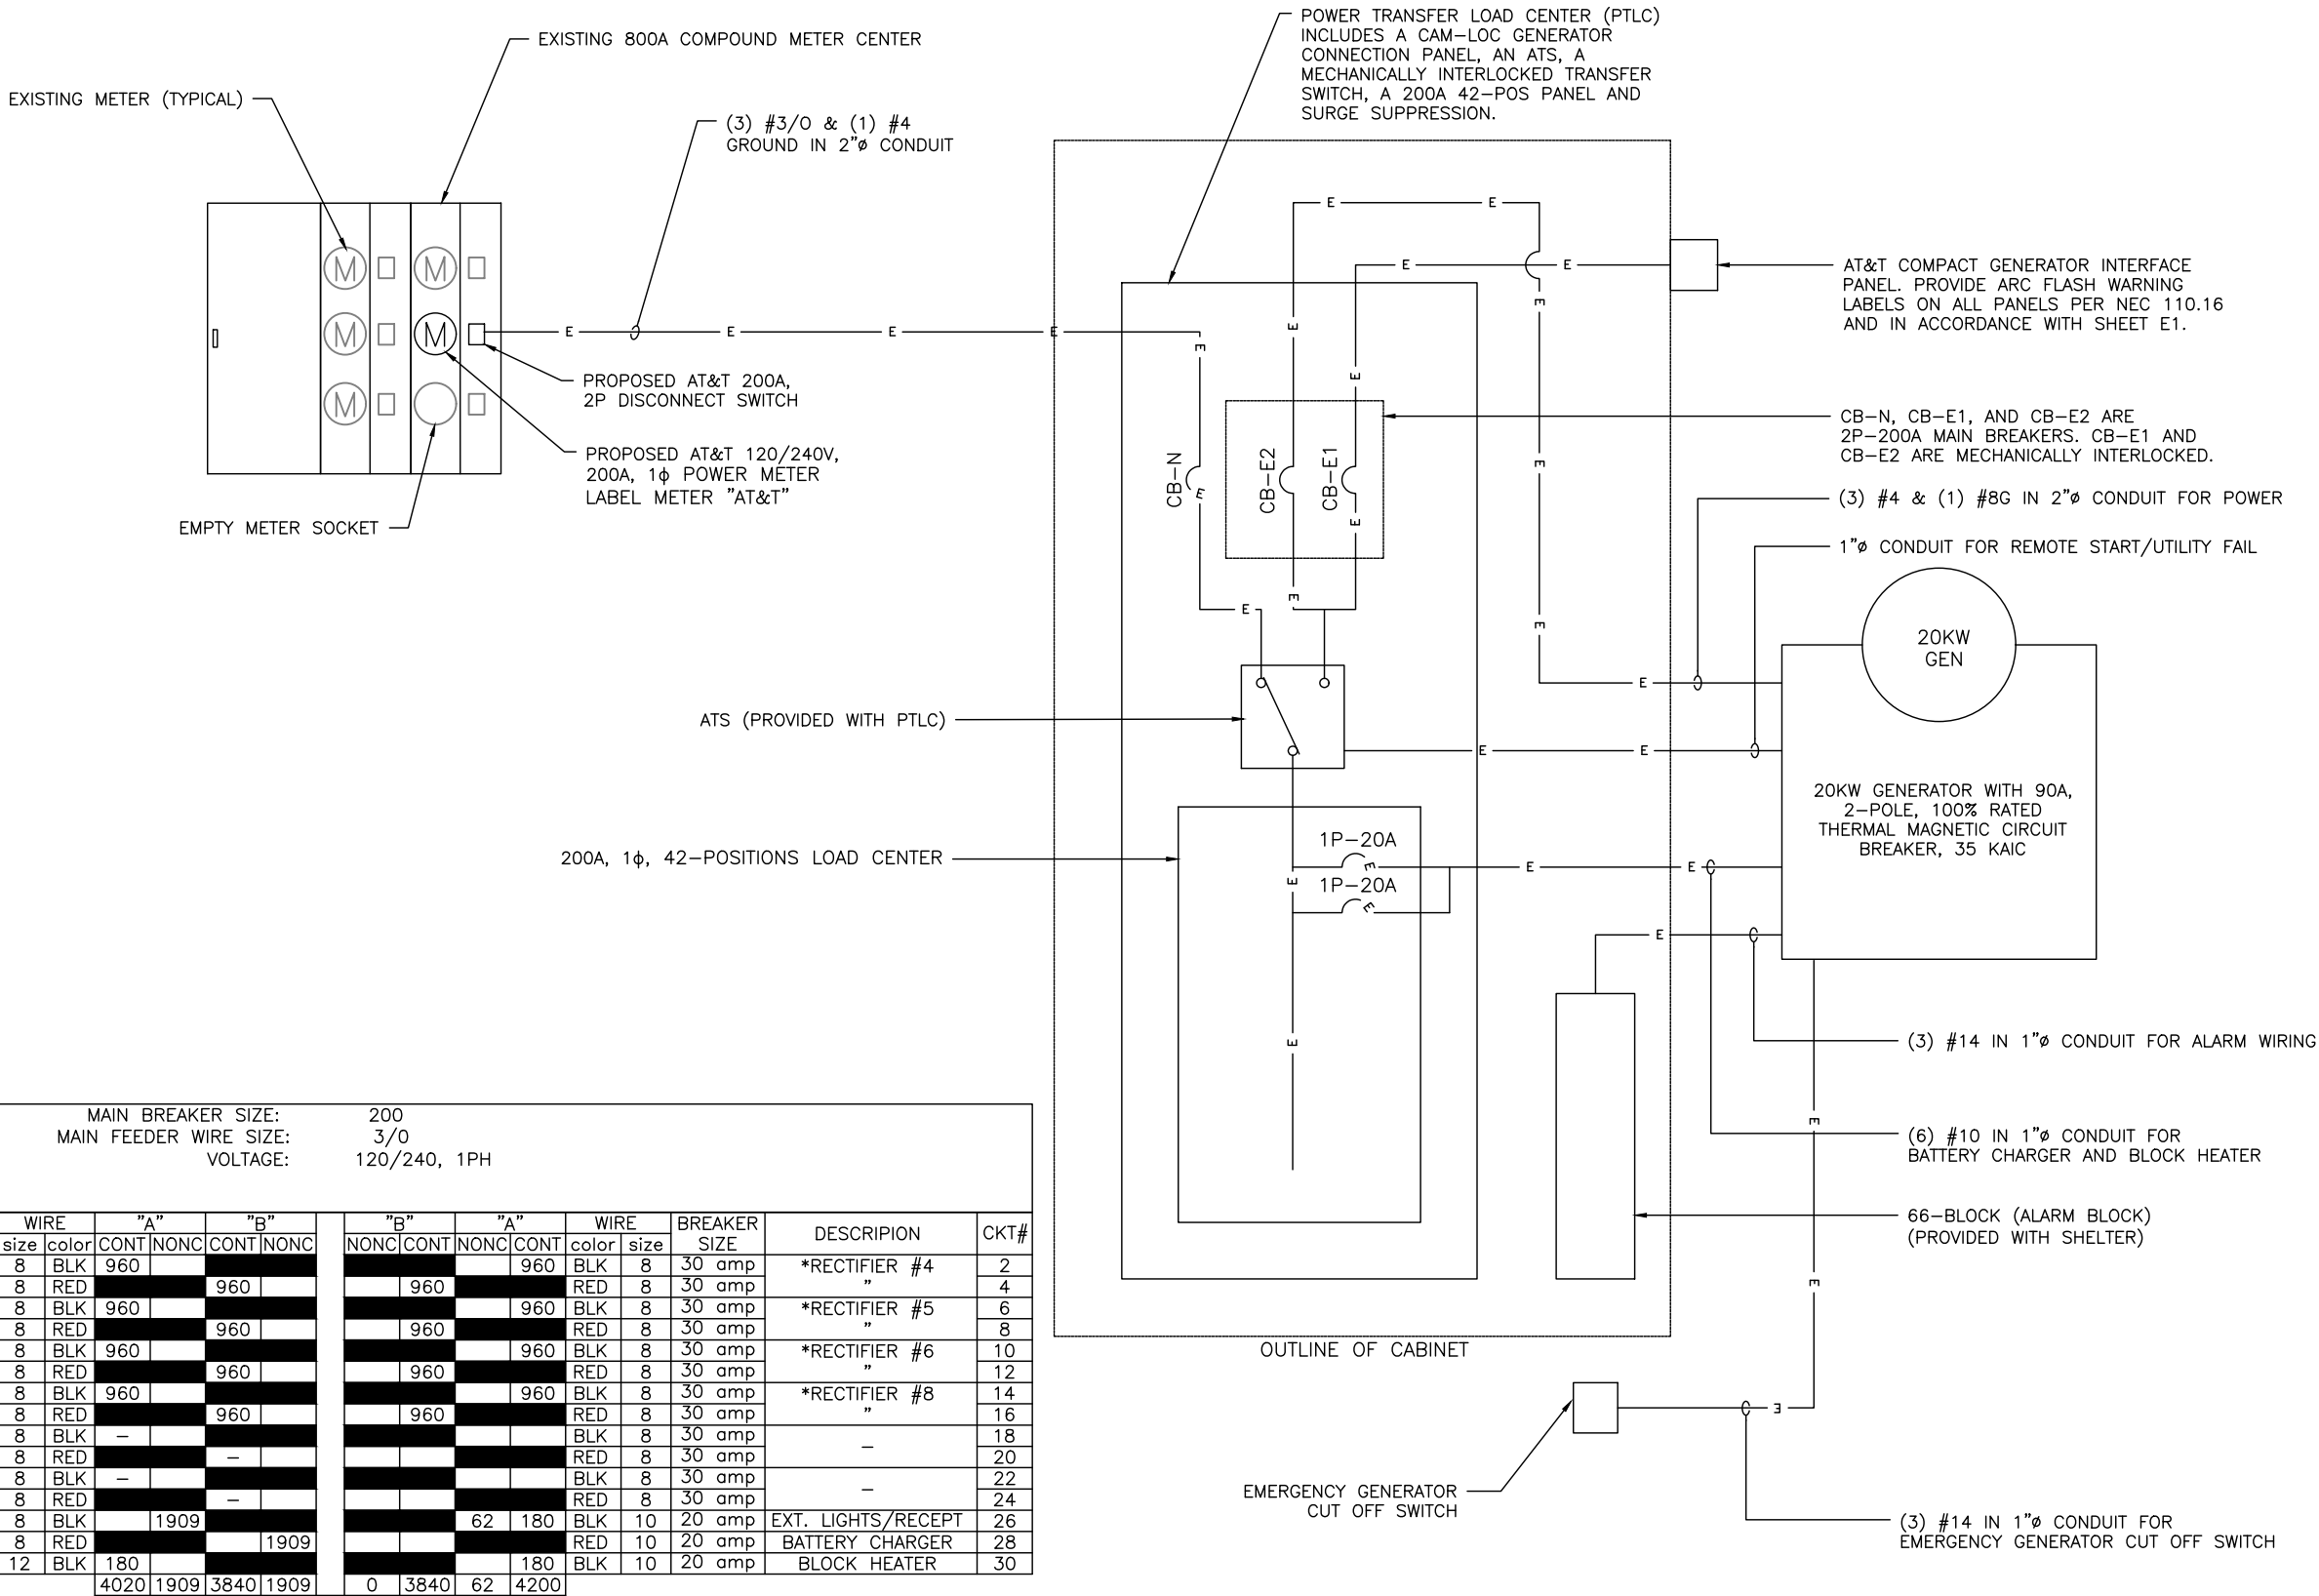 POWER TRANSFER LOAD CENTER (PTLC)
INCLUDES A CAM-LOC GENERATOR
CONNECTION PANEL, AN ATS, A
MECHANICALLY INTERLOCKED TRANSFER
SWITCH, A 200A 42-POS PANEL AND
SURGE SUPPRESSION.
EXISTING 800A COMPOUND METER CENTER
EXISTING METER (TYPICAL)
(3) #3/0 & (1) #4
GROUND IN 2"ø CONDUIT
M M
M M
M
E E E E E
E E
E E
E
E
E
E
E
E
AT&T COMPACT GENERATOR INTERFACE
PANEL. PROVIDE ARC FLASH WARNING
LABELS ON ALL PANELS PER NEC 110.16
AND IN ACCORDANCE WITH SHEET E1.
PROPOSED AT&T 200A,
2P DISCONNECT SWITCH
PROPOSED AT&T 120/240V,
200A, 1ϕ POWER METER
LABEL METER "AT&T"
EMPTY METER SOCKET
CB-N
CB-E2
CB-E1
E
E
E
E
E
CB-N, CB-E1, AND CB-E2 ARE
2P-200A MAIN BREAKERS. CB-E1 AND
CB-E2 ARE MECHANICALLY INTERLOCKED.
(3) #4 & (1) #8G IN 2"ø CONDUIT FOR POWER
1"ø CONDUIT FOR REMOTE START/UTILITY FAIL
20KW
GEN
E
ATS (PROVIDED WITH PTLC)
E E
20KW GENERATOR WITH 90A,
2-POLE, 100% RATED
THERMAL MAGNETIC CIRCUIT
BREAKER, 35 KAIC
200A, 1ϕ, 42-POSITIONS LOAD CENTER
1P-20A
E E E
E
1P-20A
E
E
E
(3) #14 IN 1"ø CONDUIT FOR ALARM WIRING
(6) #10 IN 1"ø CONDUIT FOR
BATTERY CHARGER AND BLOCK HEATER
E
66-BLOCK (ALARM BLOCK)
(PROVIDED WITH SHELTER)
E
OUTLINE OF CABINET
E
EMERGENCY GENERATOR
CUT OFF SWITCH
(3) #14 IN 1"ø CONDUIT FOR
EMERGENCY GENERATOR CUT OFF SWITCH
MAIN BREAKER SIZE: 200
MAIN FEEDER WIRE SIZE: 3/0
VOLTAGE: 120/240, 1PH
WIRE "A" "B" "B" "A" WIRE BREAKER SIZE DESCRIPION CKT#
size color CONT NONC CONT NONC NONC CONT NONC CONT color size
8 BLK 960 960 BLK 8 30 amp *RECTIFIER #4 2
8 RED 960 960 RED 8 30 amp " 4
8 BLK 960 960 BLK 8 30 amp *RECTIFIER #5 6
8 RED 960 960 RED 8 30 amp " 8
8 BLK 960 960 BLK 8 30 amp *RECTIFIER #6 10
8 RED 960 960 RED 8 30 amp " 12
8 BLK 960 960 BLK 8 30 amp *RECTIFIER #8 14
8 RED 960 960 RED 8 30 amp " 16
8 BLK - BLK 8 30 amp - 18
8 RED - RED 8 30 amp 20
8 BLK - BLK 8 30 amp - 22
8 RED - RED 8 30 amp 24
8 BLK 1909 62 180 BLK 10 20 amp EXT. LIGHTS/RECEPT 26
8 RED 1909 RED 10 20 amp BATTERY CHARGER 28
12 BLK 180 180 BLK 10 20 amp BLOCK HEATER 30
4020 1909 3840 1909 0 3840 62 4200